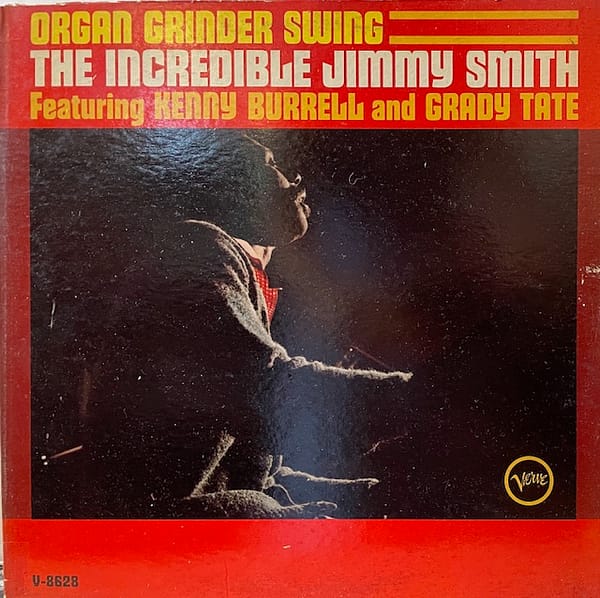 ORGAN GRINDER SWING
THE INCREDIBLE JIMMY SMITH
Featuring KENNY BURRELL and GRADY TATE
Verve
V-8628